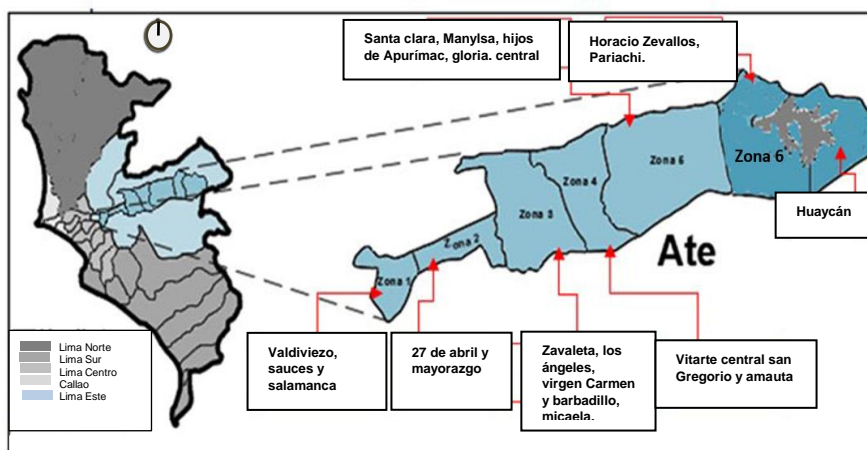 Santa clara, Manylsa, hijos
de Apurímac, gloria. central
Horacio Zevallos,
Pariachi.
Zona 6
Zona 5
Zona 4
Zona 3
Zona 2
Zona 1
Huaycán
Ate
Lima Norte
Lima Sur
Lima Centro
Callao
Lima Este
Valdiviezo,
sauces y
salamanca
27 de abril y
mayorazgo
Zavaleta, los
ángeles,
virgen Carmen
y barbadillo,
micaela.
Vitarte central san
Gregorio y amauta